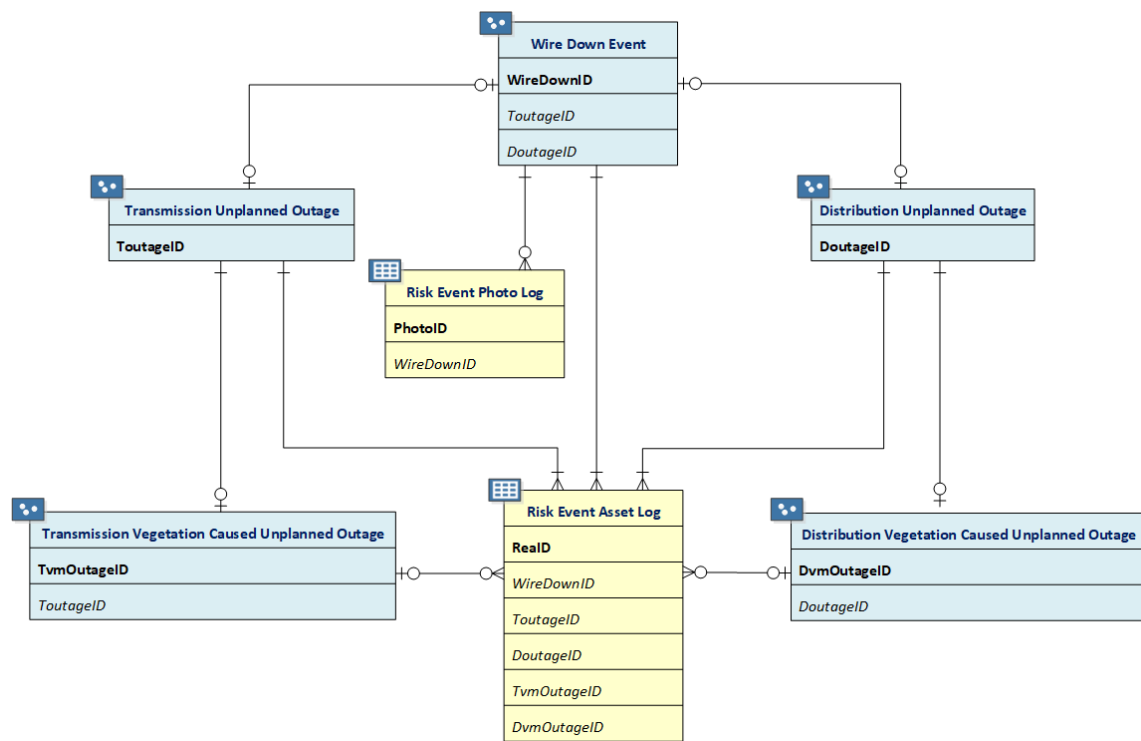 Wire Down Event
WireDownID
ToutageID
DoutageID
Transmission Unplanned Outage
ToutageID
Distribution Unplanned Outage
DoutageID
Risk Event Photo Log
PhotoID
WireDownID
Transmission Vegetation Caused Unplanned Outage
TvmOutageID
ToutageID
Risk Event Asset Log
ReaID
WireDownID
ToutageID
DoutageID
TvmOutageID
DvmOutageID
Distribution Vegetation Caused Unplanned Outage
DvmOutageID
DoutageID